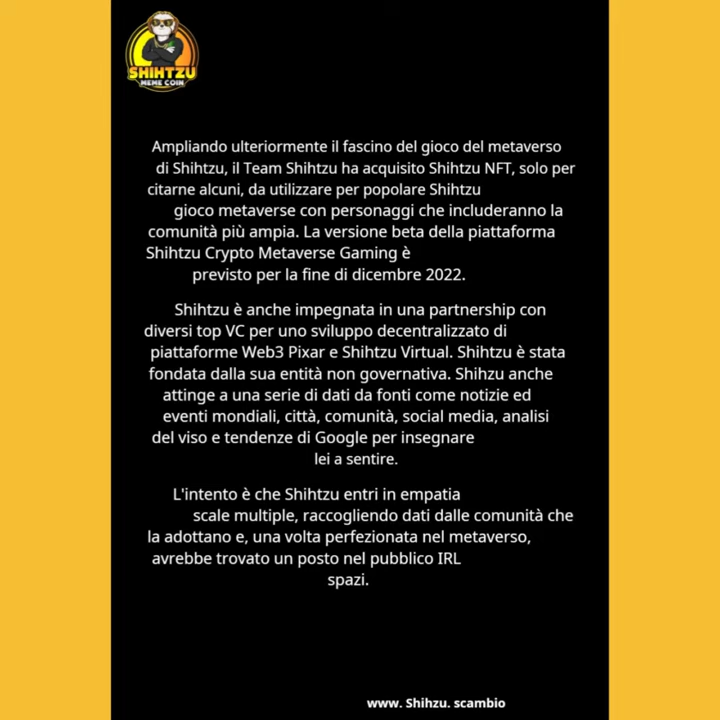 SHIHTZU
MEME COIN
Ampliando ulteriormente il fascino del gioco del metaverso
di Shihtzu, il Team Shihtzu ha acquisito Shihtzu NFT, solo per
citarne alcuni, da utilizzare per popolare Shihtzu
gioco metaverse con personaggi che includeranno la
comunità più ampia. La versione beta della piattaforma
Shihtzu Crypto Metaverse Gaming è
previsto per la fine di dicembre 2022.
Shihtzu è anche impegnata in una partnership con
diversi top VC per uno sviluppo decentralizzato di
piattaforme Web3 Pixar e Shihtzu Virtual. Shihtzu è stata
fondata dalla sua entità non governativa. Shihzu anche
attinge a una serie di dati da fonti come notizie ed
eventi mondiali, città, comunità, social media, analisi
del viso e tendenze di Google per insegnare
lei a sentire.
L'intento è che Shihtzu entri in empatia
scale multiple, raccogliendo dati dalle comunità che
la adottano e, una volta perfezionata nel metaverso,
avrebbe trovato un posto nel pubblico IRL
spazi.
www. Shihzu. scambio